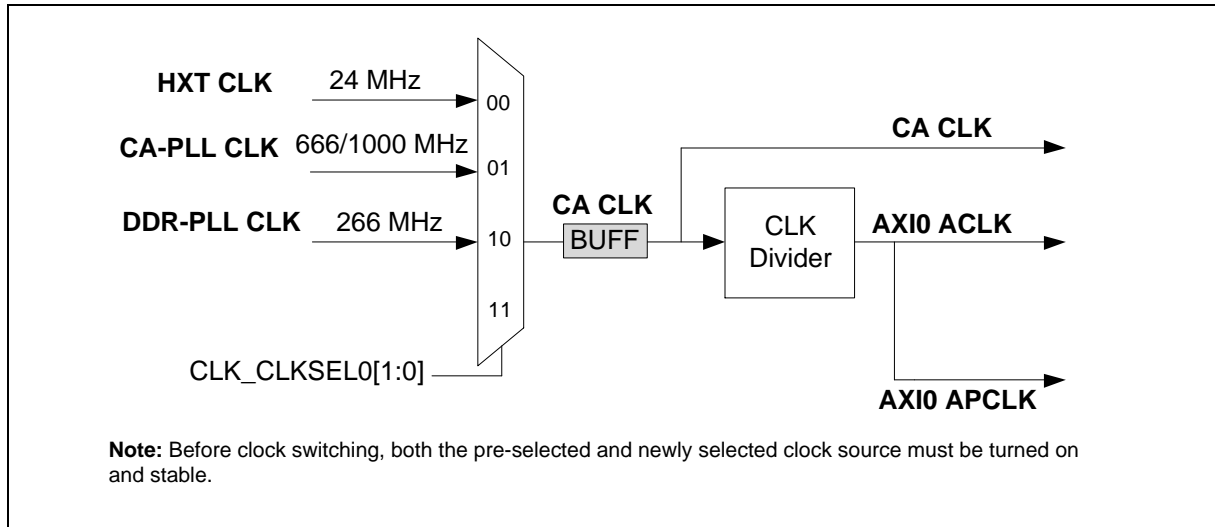 HXT CLK 24 MHz
00
CA-PLL CLK 666/1000 MHz
01
DDR-PLL CLK 266 MHz
10
11
CLK_CLKSEL0[1:0]
CA CLK
BUFF
CA CLK
CLK
Divider
AXI0 ACLK
AXI0 APCLK
Note: Before clock switching, both the pre-selected and newly selected clock source must be turned on
and stable.